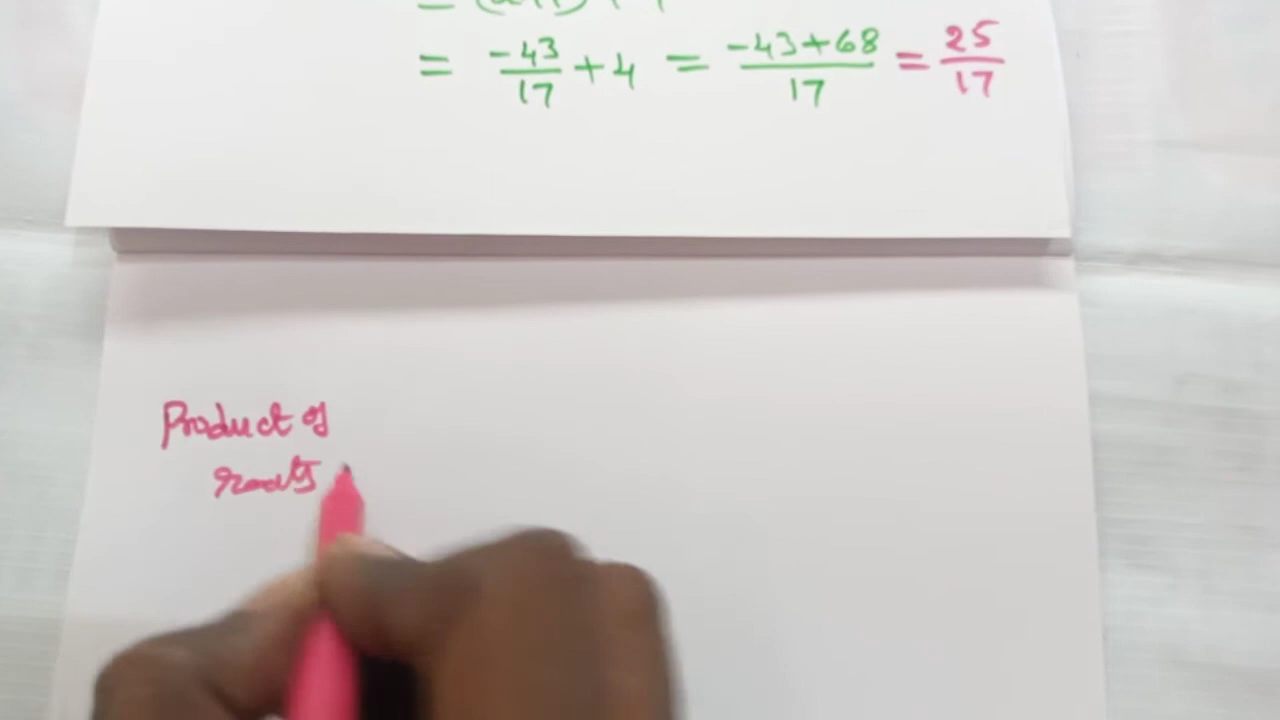 = -43/17 + 4 = -43+68/17 = 25/17
Product of
roots